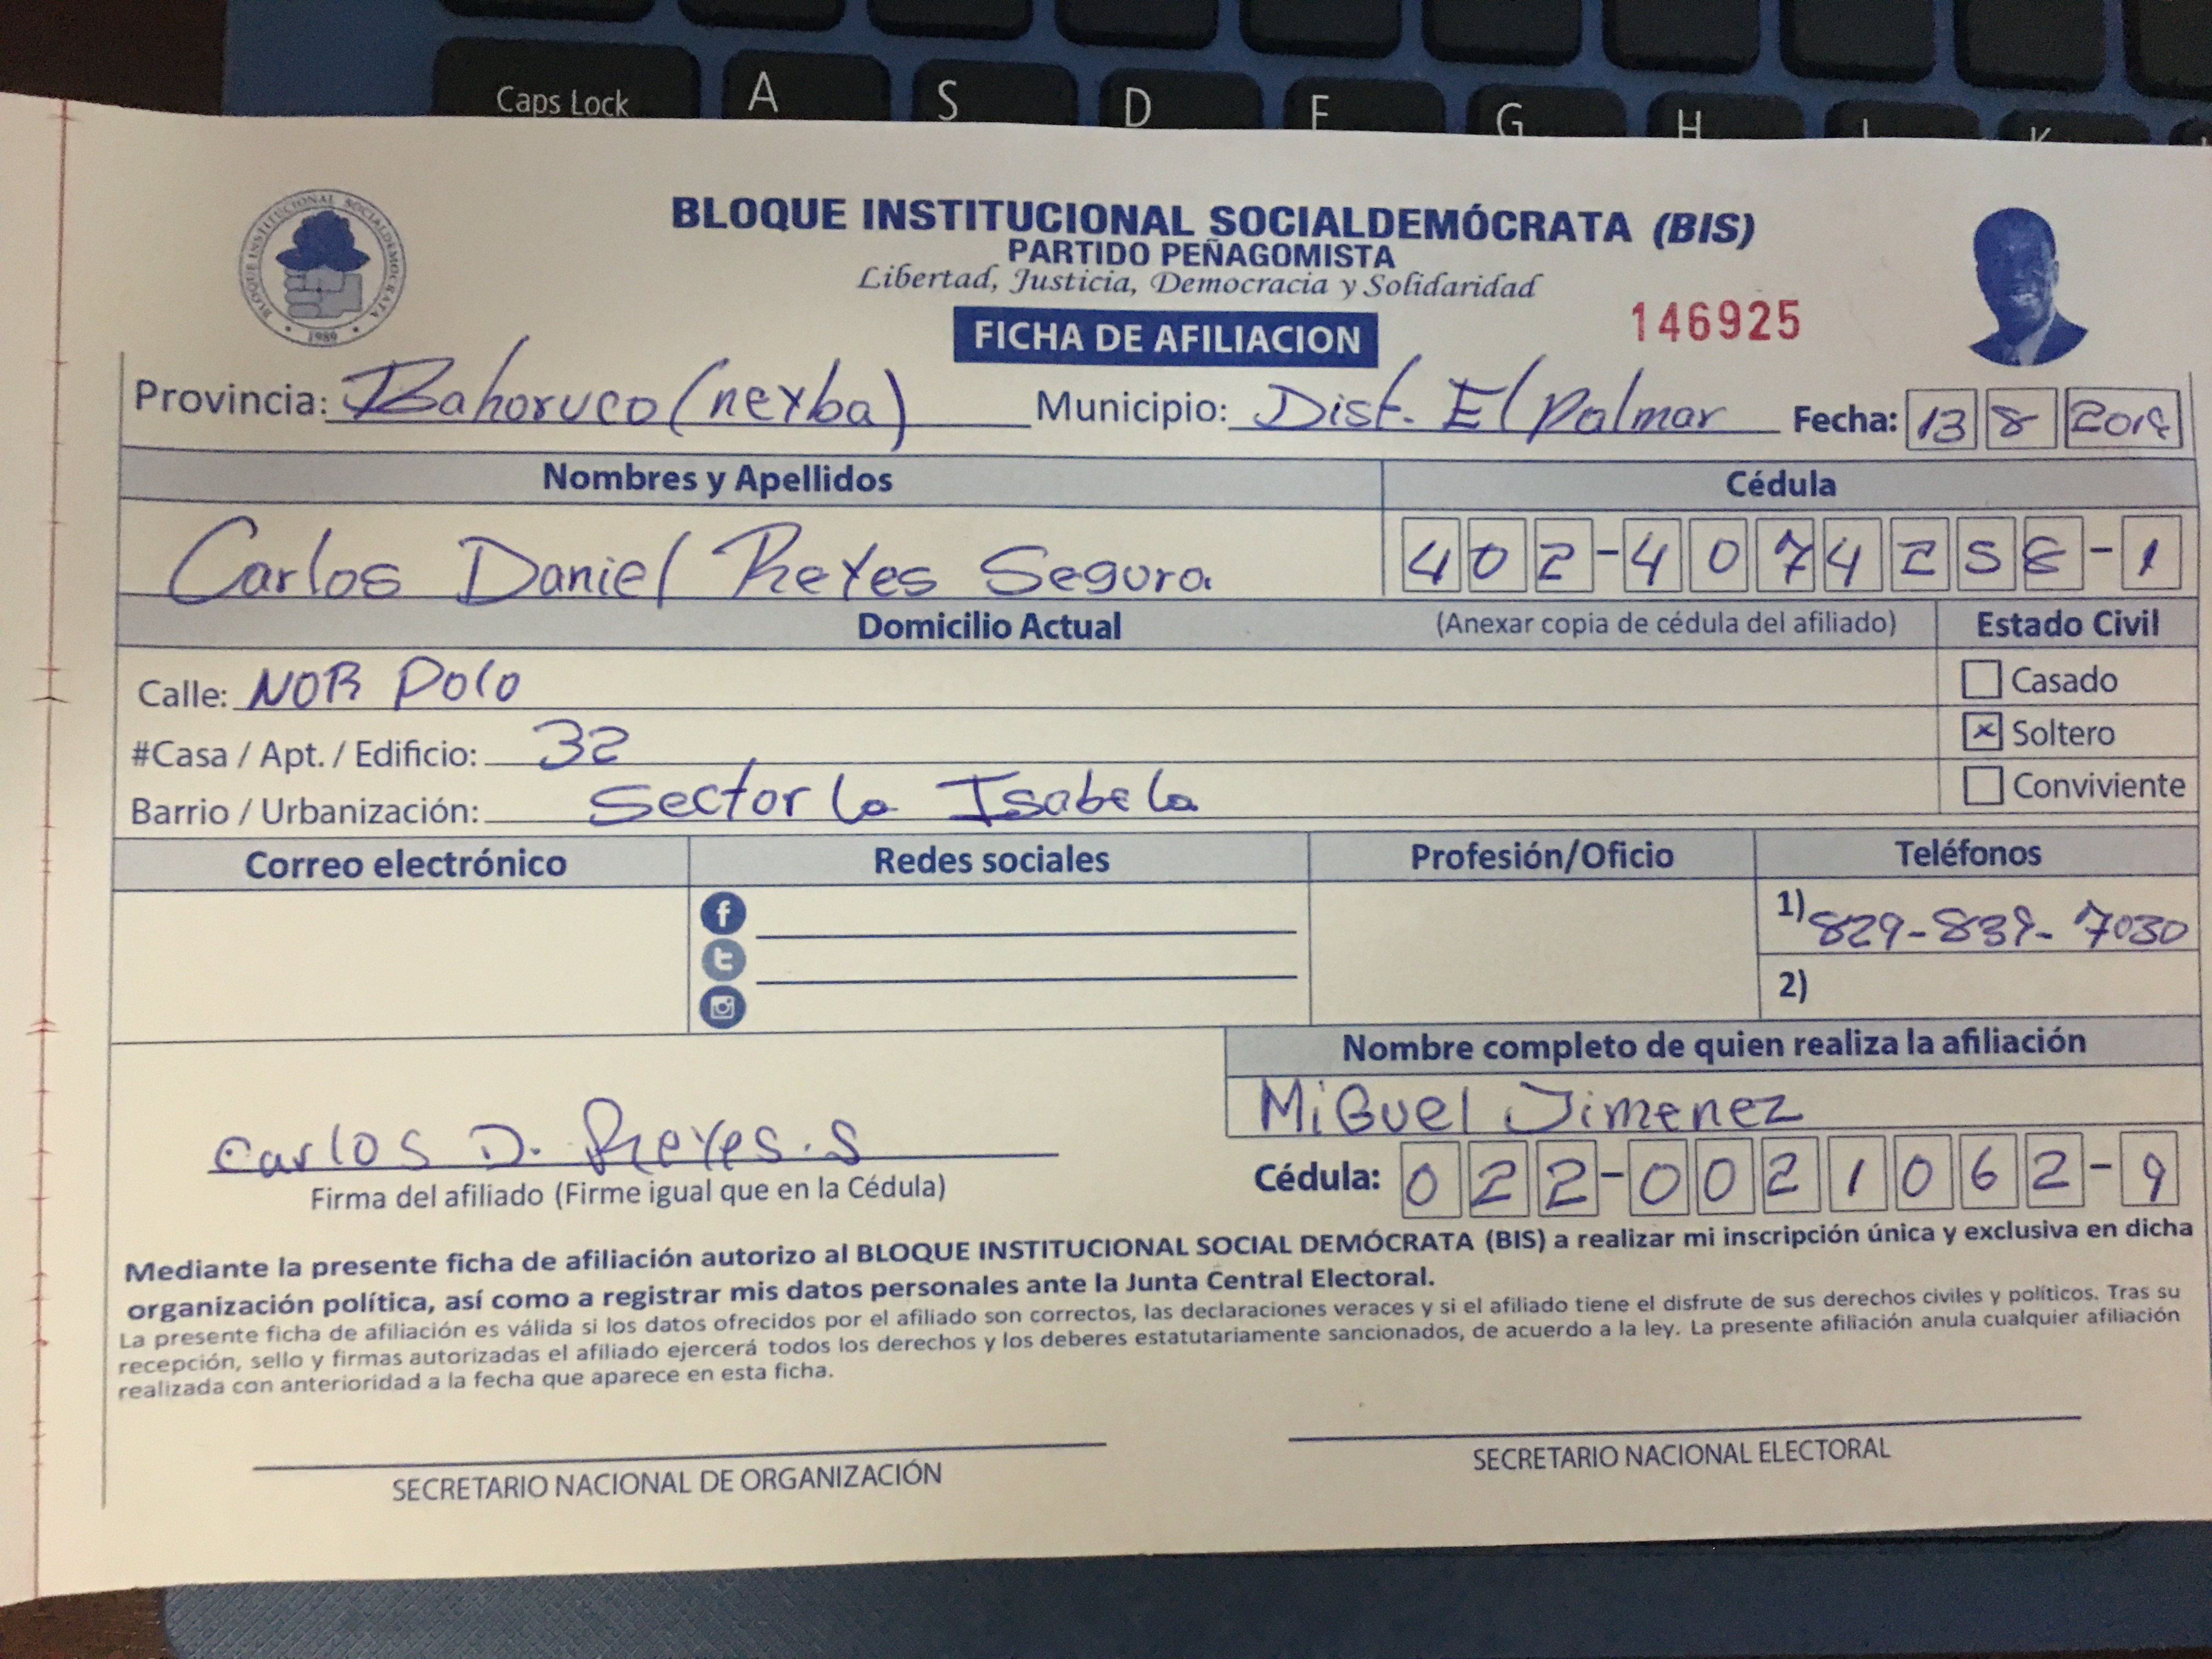 Caps Lock A S D F G H
BLOQUE INSTITUCIONAL SOCIALDEMOCRATA
1989
BLOQUE INSTITUCIONAL SOCIALDEMÓCRATA (BIS)
PARTIDO PEÑAGOMISTA
Libertad, Justicia, Democracia y Solidaridad
146925
FICHA DE AFILIACION
Provincia: Bahoruco (neyba) Municipio: Dist. El Palmar Fecha: 13 8 2019
Nombres y Apellidos Cédula
Carlos Daniel Reyes Segura 402-4074258-1
Domicilio Actual (Anexar copia de cédula del afiliado) Estado Civil
Calle: NOR POLO Casado
#Casa / Apt. / Edificio: 32 x Soltero
Barrio / Urbanización: Sector la Isabela Conviviente
Correo electrónico Redes sociales Profesión/Oficio Teléfonos
1) 829-839-7030
2)
Nombre completo de quien realiza la afiliación
MiGuel Jimenez
Carlos D. Reyes.S
Firma del afiliado (Firme igual que en la Cédula) Cédula: 022-0021062-9
Mediante la presente ficha de afiliación autorizo al BLOQUE INSTITUCIONAL SOCIAL DEMÓCRATA (BIS) a realizar mi inscripción única y exclusiva en dicha
organización política, así como a registrar mis datos personales ante la Junta Central Electoral.
La presente ficha de afiliación es válida si los datos ofrecidos por el afiliado son correctos, las declaraciones veraces y si el afiliado tiene el disfrute de sus derechos civiles y políticos. Tras su
recepción, sello y firmas autorizadas el afiliado ejercerá todos los derechos y los deberes estatutariamente sancionados, de acuerdo a la ley. La presente afiliación anula cualquier afiliación
realizada con anterioridad a la fecha que aparece en esta ficha.
SECRETARIO NACIONAL DE ORGANIZACIÓN SECRETARIO NACIONAL ELECTORAL